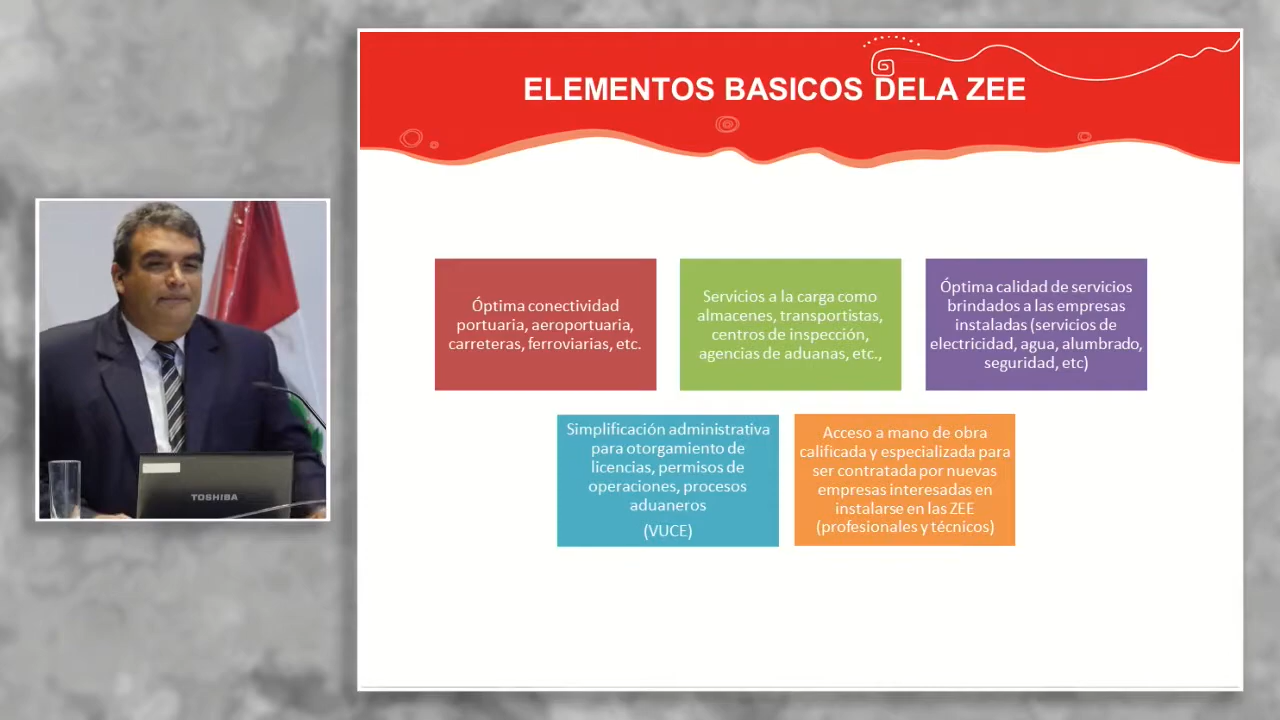 ELEMENTOS BASICOS DELA ZEE
Óptima conectividad
portuaria, aeroportuaria,
carreteras, ferroviarias, etc.
Servicios a la carga como
almacenes, transportistas,
centros de inspección,
agencias de aduanas, etc.,
Óptima calidad de servicios
brindados a las empresas
instaladas (servicios de
electricidad, agua, alumbrado,
seguridad, etc)
Simplificación administrativa
para otorgamiento de
licencias, permisos de
operaciones, procesos
aduaneros
(VUCE)
Acceso a mano de obra
calificada y especializada para
ser contratada por nuevas
empresas interesadas en
instalarse en las ZEE
(profesionales y técnicos)
TOSHIBA